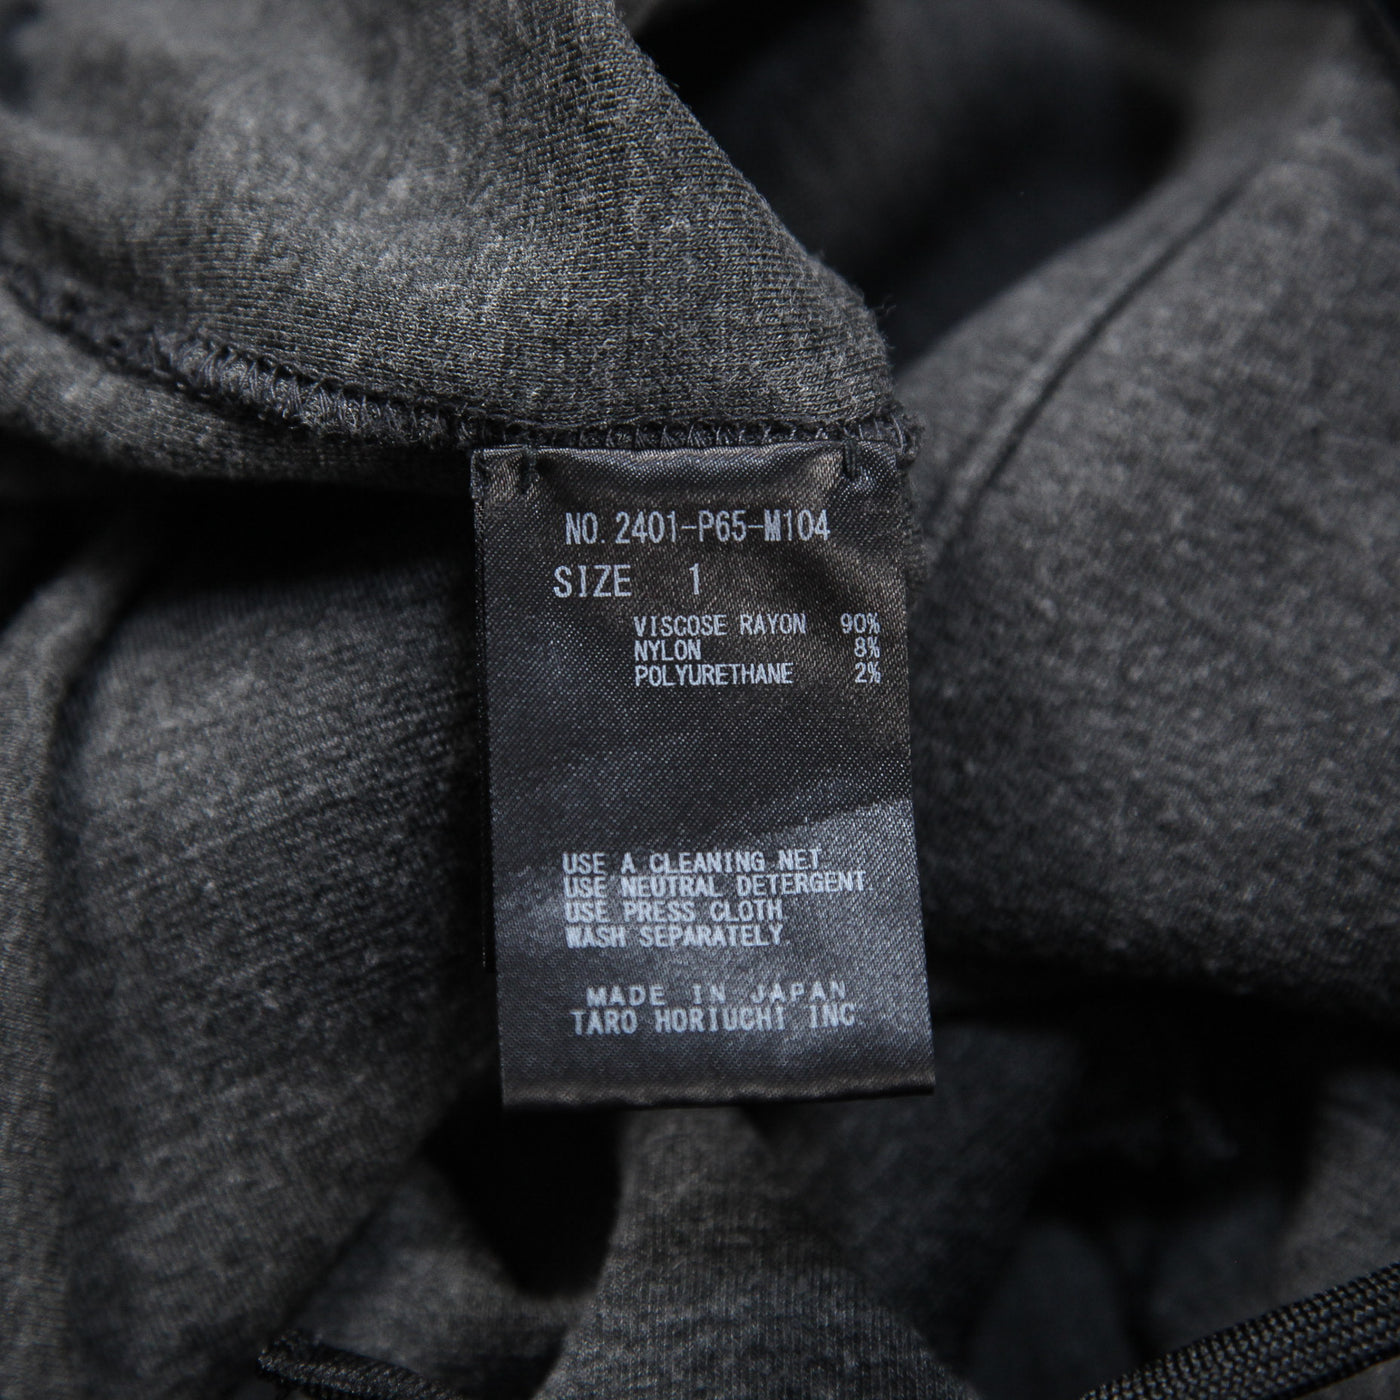 NO. 2401-P65-M104
SIZE 1
VISCOSE RAYON 90%
NYLON 8%
POLYURETHANE 2%
USE A CLEANING NET.
USE NEUTRAL DETERGENT.
USE PRESS CLOTH.
WASH SEPARATELY.
MADE IN JAPAN
TARO HORIUCHI INC